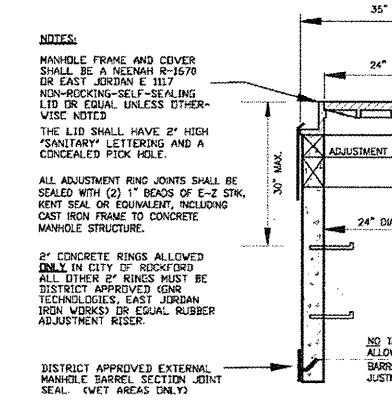 NOTES:
MANHOLE FRAME AND COVER
SHALL BE A NEENAH R-1670
OR EAST JORDAN E 1117
NON-ROCKING-SELF-SEALING
LID OR EQUAL UNLESS OTHER-
WISE NOTED
THE LID SHALL HAVE 2" HIGH
"SANITARY" LETTERING AND A
CONCEALED PICK HOLE.
ALL ADJUSTMENT RING JOINTS SHALL BE
SEALED WITH (2) 1" BEADS OF E-Z STIK,
KENT SEAL OR EQUIVALENT, INCLUDING
CAST IRON FRAME TO CONCRETE
MANHOLE STRUCTURE.
2" CONCRETE RINGS ALLOWED
ONLY IN CITY OF ROCKFORD
ALL OTHER 2" RINGS MUST BE
DISTRICT APPROVED (GNR
TECHNOLOGIES, EAST JORDAN
IRON WORKS) OR EQUAL RUBBER
ADJUSTMENT RISER.
DISTRICT APPROVED EXTERNAL
MANHOLE BARREL SECTION JOINT
SEAL. (WET AREAS ONLY)
35"
24"
ADJUSTMENT
30" MAX.
24" DI
NO
ALLO
BARR
JUST